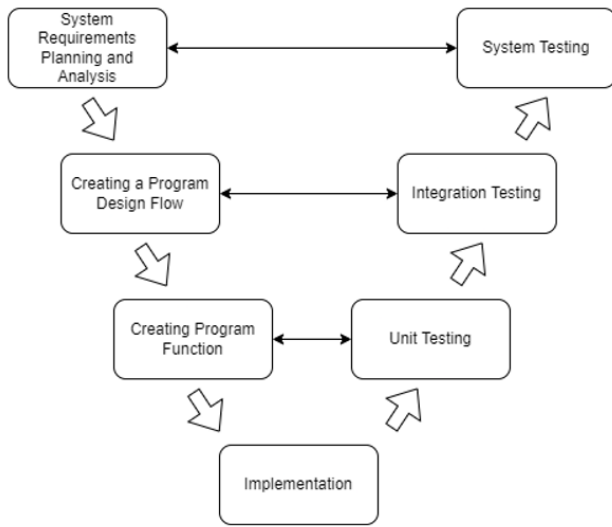 System
Requirements
Planning and
Analysis
System Testing
Creating a Program
Design Flow
Integration Testing
Creating Program
Function
Unit Testing
Implementation